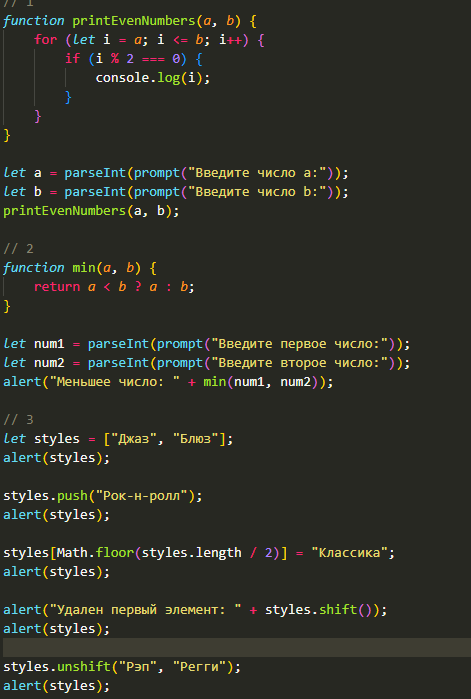 // 1
function printEvenNumbers(a, b) {
    for (let i = a; i <= b; i++) {
        if (i % 2 === 0) {
            console.log(i);
        }
    }
}

let a = parseInt(prompt("Введите число a:"));
let b = parseInt(prompt("Введите число b:"));
printEvenNumbers(a, b);

// 2
function min(a, b) {
    return a < b ? a : b;
}

let num1 = parseInt(prompt("Введите первое число:"));
let num2 = parseInt(prompt("Введите второе число:"));
alert("Меньшее число: " + min(num1, num2));

// 3
let styles = ["Джаз", "Блюз"];
alert(styles);

styles.push("Рок-н-ролл");
alert(styles);

styles[Math.floor(styles.length / 2)] = "Классика";
alert(styles);

alert("Удален первый элемент: " + styles.shift());
alert(styles);

styles.unshift("Рэп", "Регги");
alert(styles);